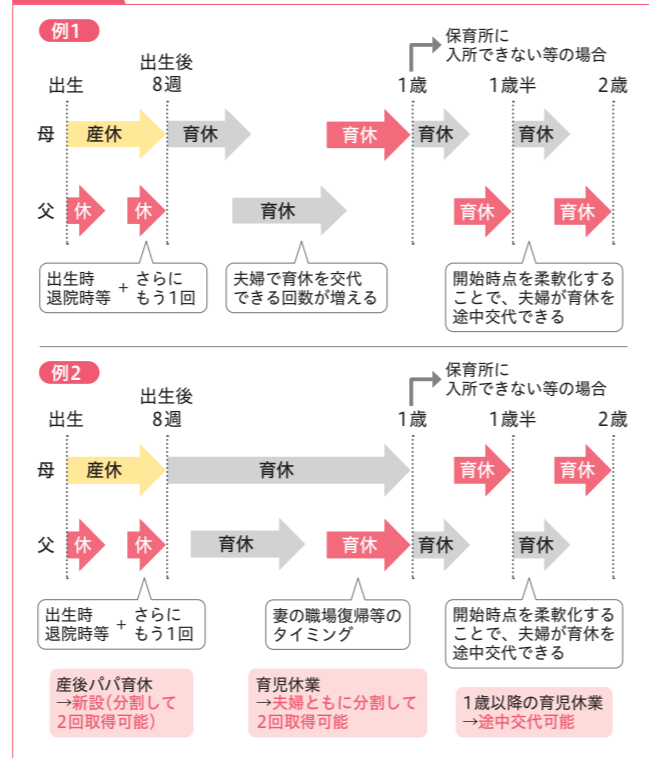 例1
保育所に
入所できない等の場合
出生
出生後
8週
1歳
1歳半
2歳
母
産休
育休
育休
育休
育休
父
休
休
育休
育休
育休
出生時
退院時等
+
さらに
もう1回
夫婦で育休を交代
できる回数が増える
開始時点を柔軟化する
ことで、夫婦が育休を
途中交代できる
例2
保育所に
入所できない等の場合
出生
出生後
8週
1歳
1歳半
2歳
母
産休
育休
育休
育休
父
休
休
育休
育休
育休
育休
出生時
退院時等
+
さらに
もう1回
妻の職場復帰等の
タイミング
開始時点を柔軟化する
ことで、夫婦が育休を
途中交代できる
産後パパ育休
→新設(分割して
2回取得可能)
育児休業
→夫婦ともに分割して
2回取得可能
1歳以降の育児休業
→途中交代可能